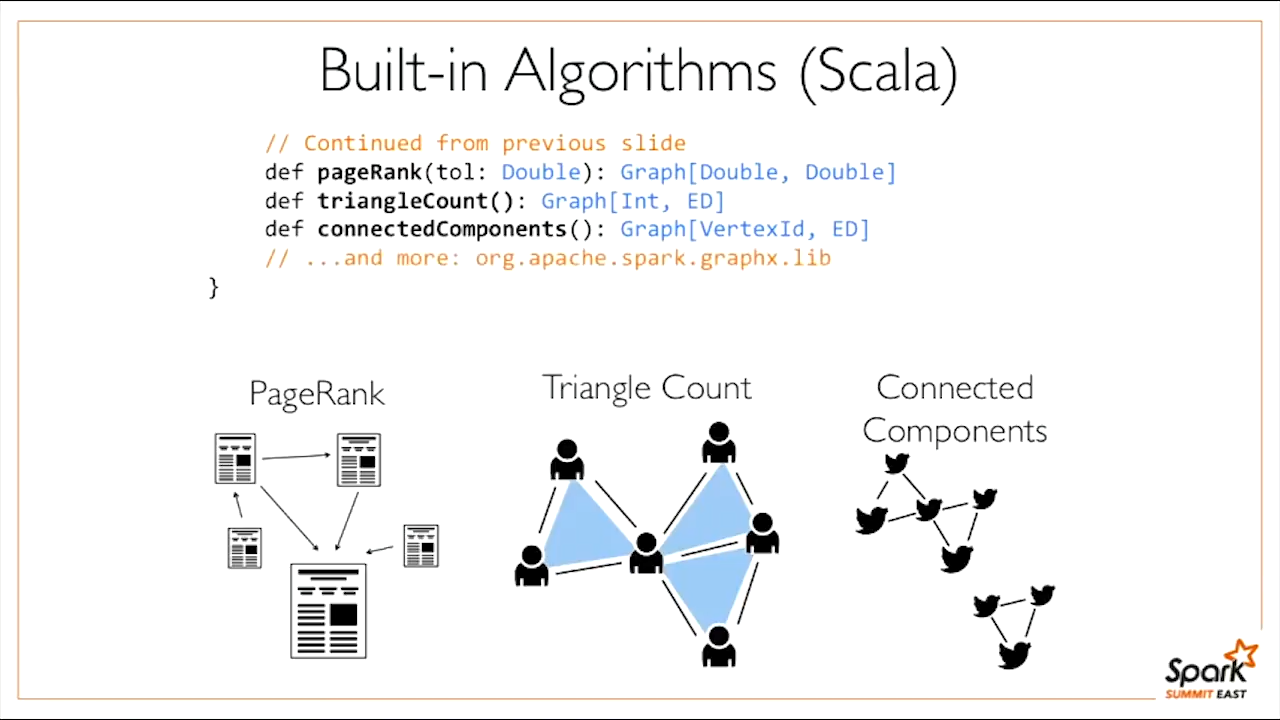 Built-in Algorithms (Scala)
// Continued from previous slide
def pageRank(tol: Double): Graph[Double, Double]
def triangleCount(): Graph[Int, ED]
def connectedComponents(): Graph[VertexId, ED]
// ...and more: org.apache.spark.graphx.lib
}
PageRank
Triangle Count
Connected
Components
Spark
SUMMIT EAST